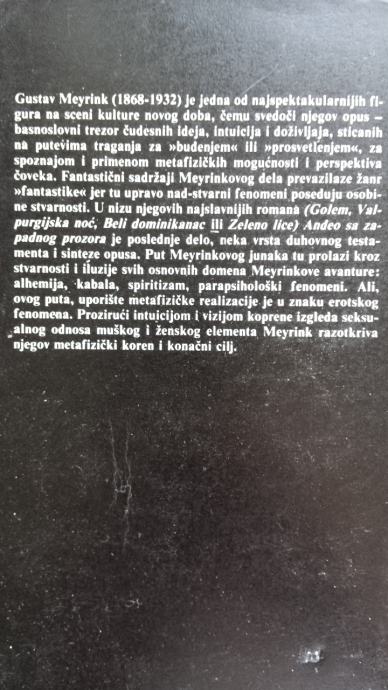 Gustav Meyrink (1868-1932) je jedna od najspektakularnijih fi-
gura na sceni kulture novog doba, čemu svedoči njegov opus –
basnoslovni trezor čudesnih ideja, intuicija i doživljaja, sticanih
na putevima traganja za »buđenjem« ili »prosvetlenjem«, za
spoznajom i primenom metafizičkih mogućnosti i perspektiva
čoveka. Fantastični sadržaji Meyrinkovog dela prevazilaze žanr
»fantastike« jer tu upravo nad-stvarni fenomeni poseduju osobi-
ne stvarnosti. U nizu njegovih najslavnijih romana (Golem, Val-
purgijska noć, Beli dominikanac ili Zeleno lice) Anđeo sa za-
padnog prozora je poslednje delo, neka vrsta duhovnog testa-
menta i sinteze opusa. Put Meyrinkovog junaka tu prolazi kroz
stvarnosti i iluzije svih osnovnih domena Meyrinkove avanture:
alhemija, kabala, spiritizam, parapsihološki fenomeni. Ali,
ovog puta, uporište metafizičke realizacije je u znaku erotskog
fenomena. Prozirući intuicijom i vizijom koprene izgleda seksu-
alnog odnosa muškog i ženskog elementa Meyrink razotkriva
njegov metafizički koren i konačni cilj.